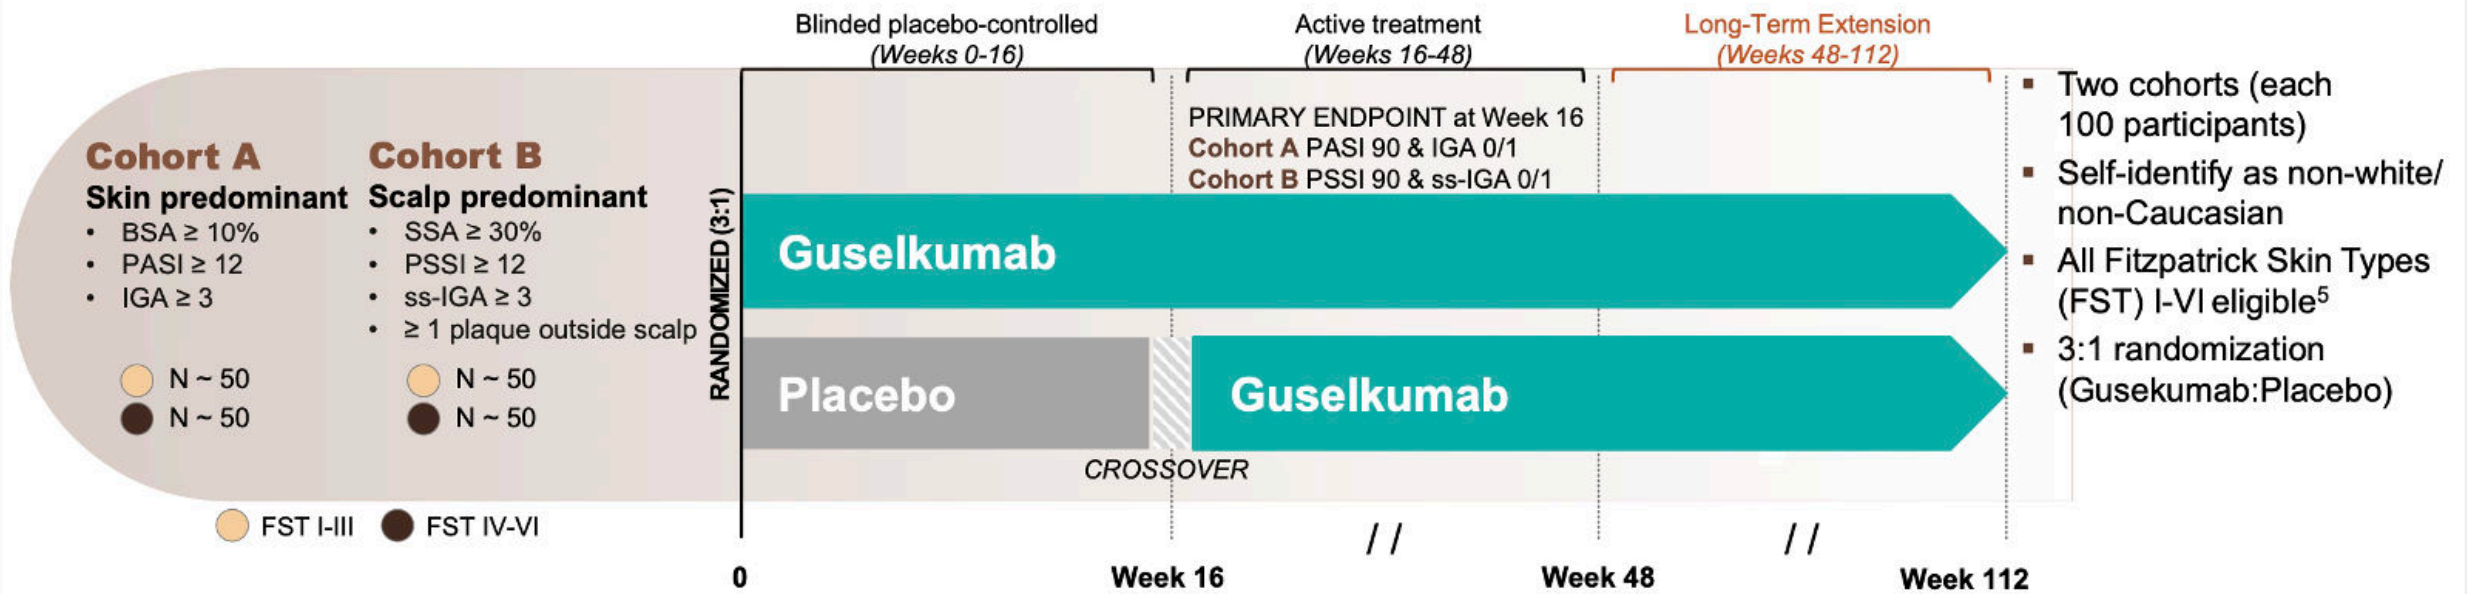 Blinded placebo-controlled
(Weeks 0-16)
Active treatment
(Weeks 16-48)
Long-Term Extension
(Weeks 48-112)
Cohort A
Skin predominant
• BSA ≥ 10%
• PASI ≥ 12
• IGA ≥ 3
N ~ 50
N ~ 50
Cohort B
Scalp predominant
• SSA ≥ 30%
• PSSI ≥ 12
• ss-IGA ≥ 3
• ≥ 1 plaque outside scalp
N ~ 50
N ~ 50
FST I-III
FST IV-VI
RANDOMIZED (3:1)
PRIMARY ENDPOINT at Week 16
Cohort A PASI 90 & IGA 0/1
Cohort B PSSI 90 & ss-IGA 0/1
Guselkumab
Placebo
Guselkumab
CROSSOVER
//
//
0
Week 16
Week 48
Week 112
▪ Two cohorts (each
100 participants)
▪ Self-identify as non-white/
non-Caucasian
▪ All Fitzpatrick Skin Types
(FST) I-VI eligible⁵
▪ 3:1 randomization
(Gusekumab:Placebo)